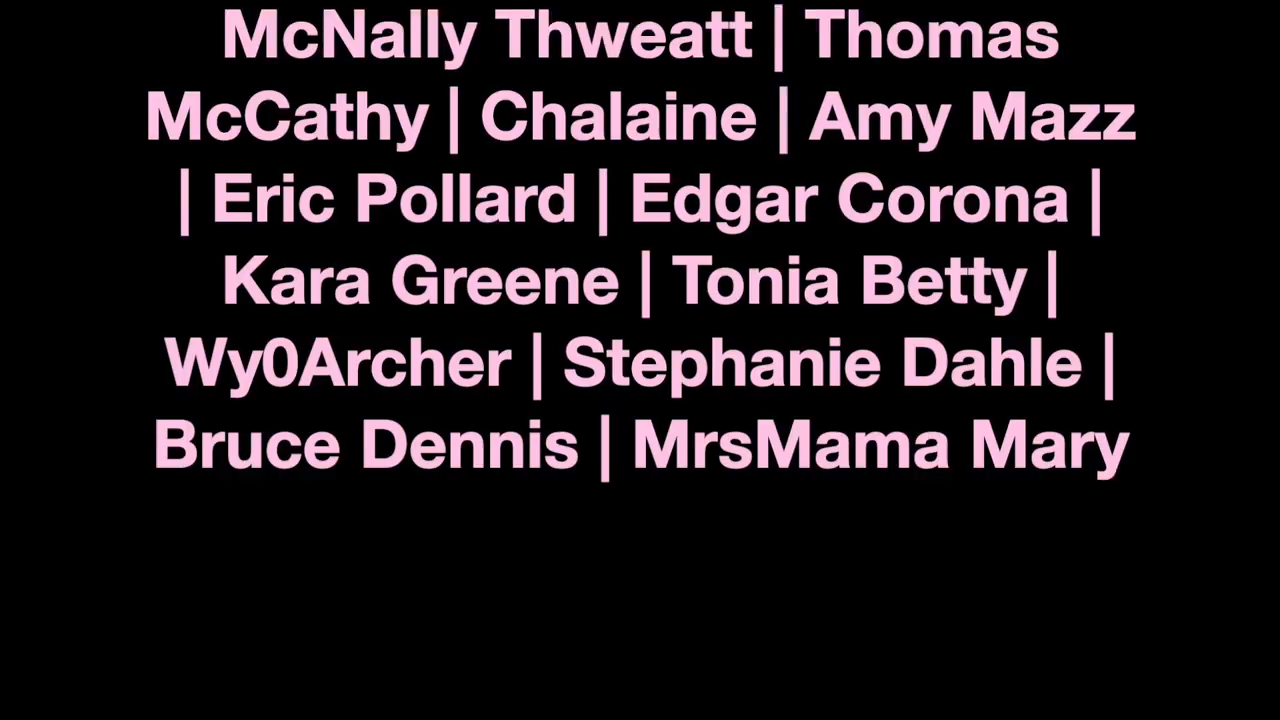 McNally Thweatt | Thomas
McCathy | Chalaine | Amy Mazz
| Eric Pollard | Edgar Corona |
Kara Greene | Tonia Betty |
Wy0Archer | Stephanie Dahle |
Bruce Dennis | MrsMama Mary